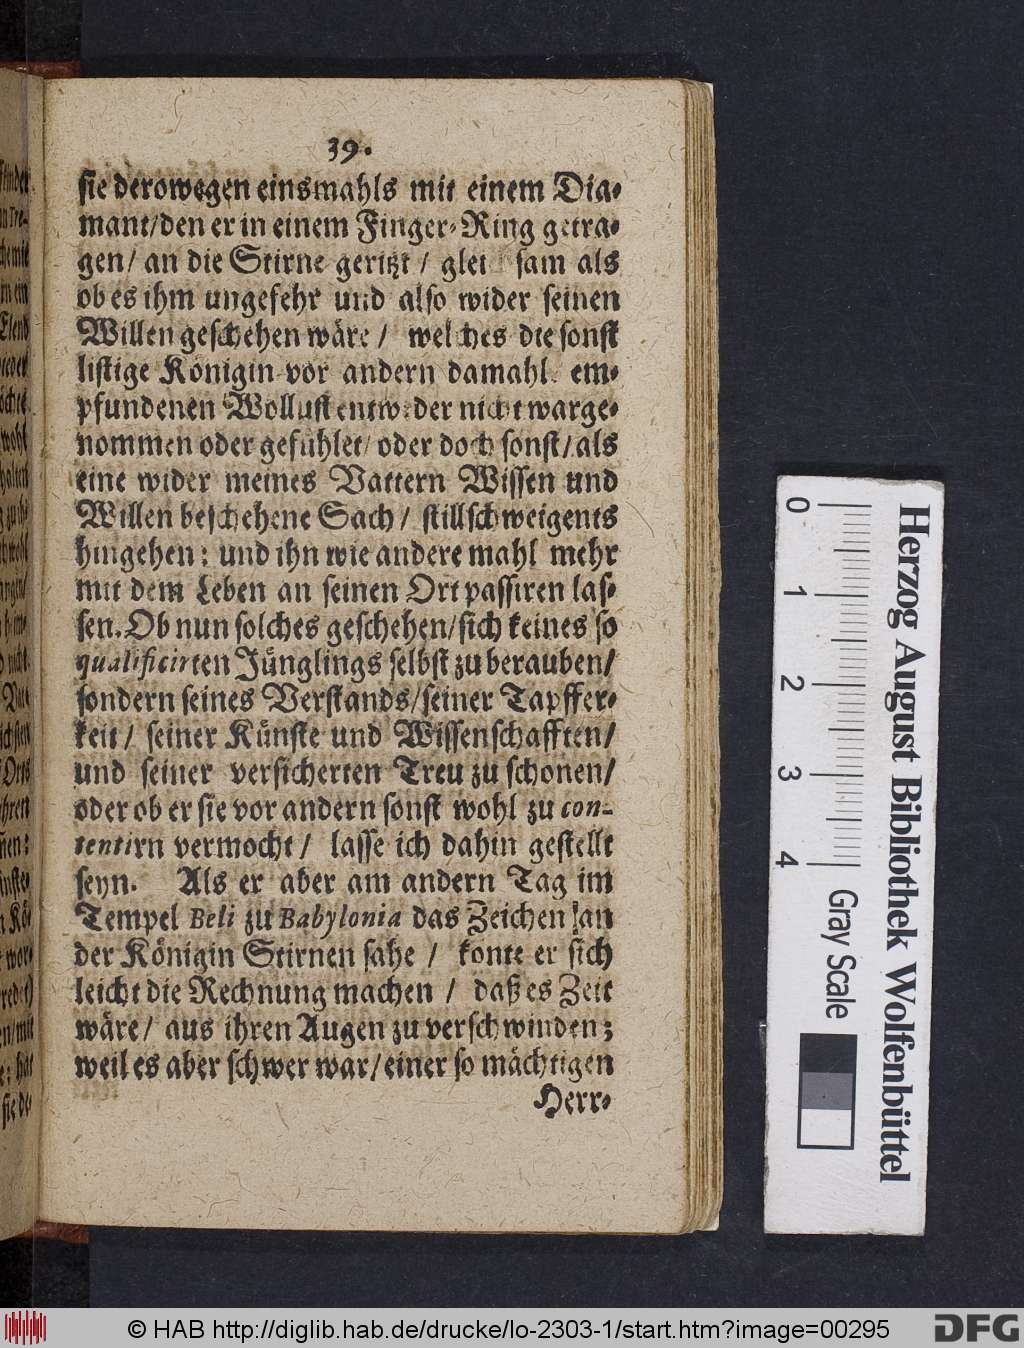 39.
sie derowegen einsmahls mit einem Dia-
mant/den er in einem Finger-Ring getra-
gen/ an die Stirne geritzt / glei sam als
ob es ihm ungefehr und also wider seinen
Willen geschehen wäre / welches die sonst
listige Königin vor andern damahl. em-
pfundenen Wollust entweder nicht warge-
nommen oder gefühlet/ oder doch sonst/als
eine wider meines Vattern Wissen und
Willen beschehene Sach/ stillschweigents
hingehen: und ihn wie andere mahl mehr
mit dem Leben an seinen Ort passiren las-
sen. Ob nun solches geschehen/sich keines so
qualificirten Jünglings selbst zu berauben/
sondern seines Verstands/seiner Tapffer-
keit/ seiner Künste und Wissenschafften/
und seiner versicherten Treu zu schonen/
oder ob er sie vor andern sonst wohl zu con-
tentirn vermocht/ lasse ich dahin gestellt
seyn. Als er aber am andern Tag im
Tempel Beli zu Babylonia das Zeichen an
der Königin Stirnen sahe / konte er sich
leicht die Rechnung machen / daß es Zeit
wäre/ aus ihren Augen zu verschwinden;
weil es aber schwer war/einer so mächtigen
Herr-
0 1 2 3 4
Gray Scale
Herzog August Bibliothek Wolfenbüttel
© HAB http://diglib.hab.de/drucke/lo-2303-1/start.htm?image=00295
DFG